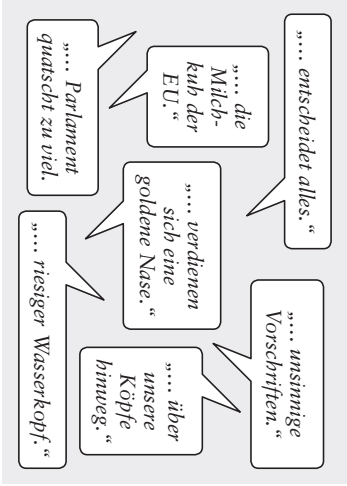 „… entscheidet alles.“
„… unsinnige
Vorschriften.“
„… die
Milch-
kuh der
EU.“
„… verdienen
sich eine
goldene Nase.“
„… über
unsere
Köpfe
hinweg.“
„… Parlament
quatscht zu viel.
„… riesiger Wasserkopf.“